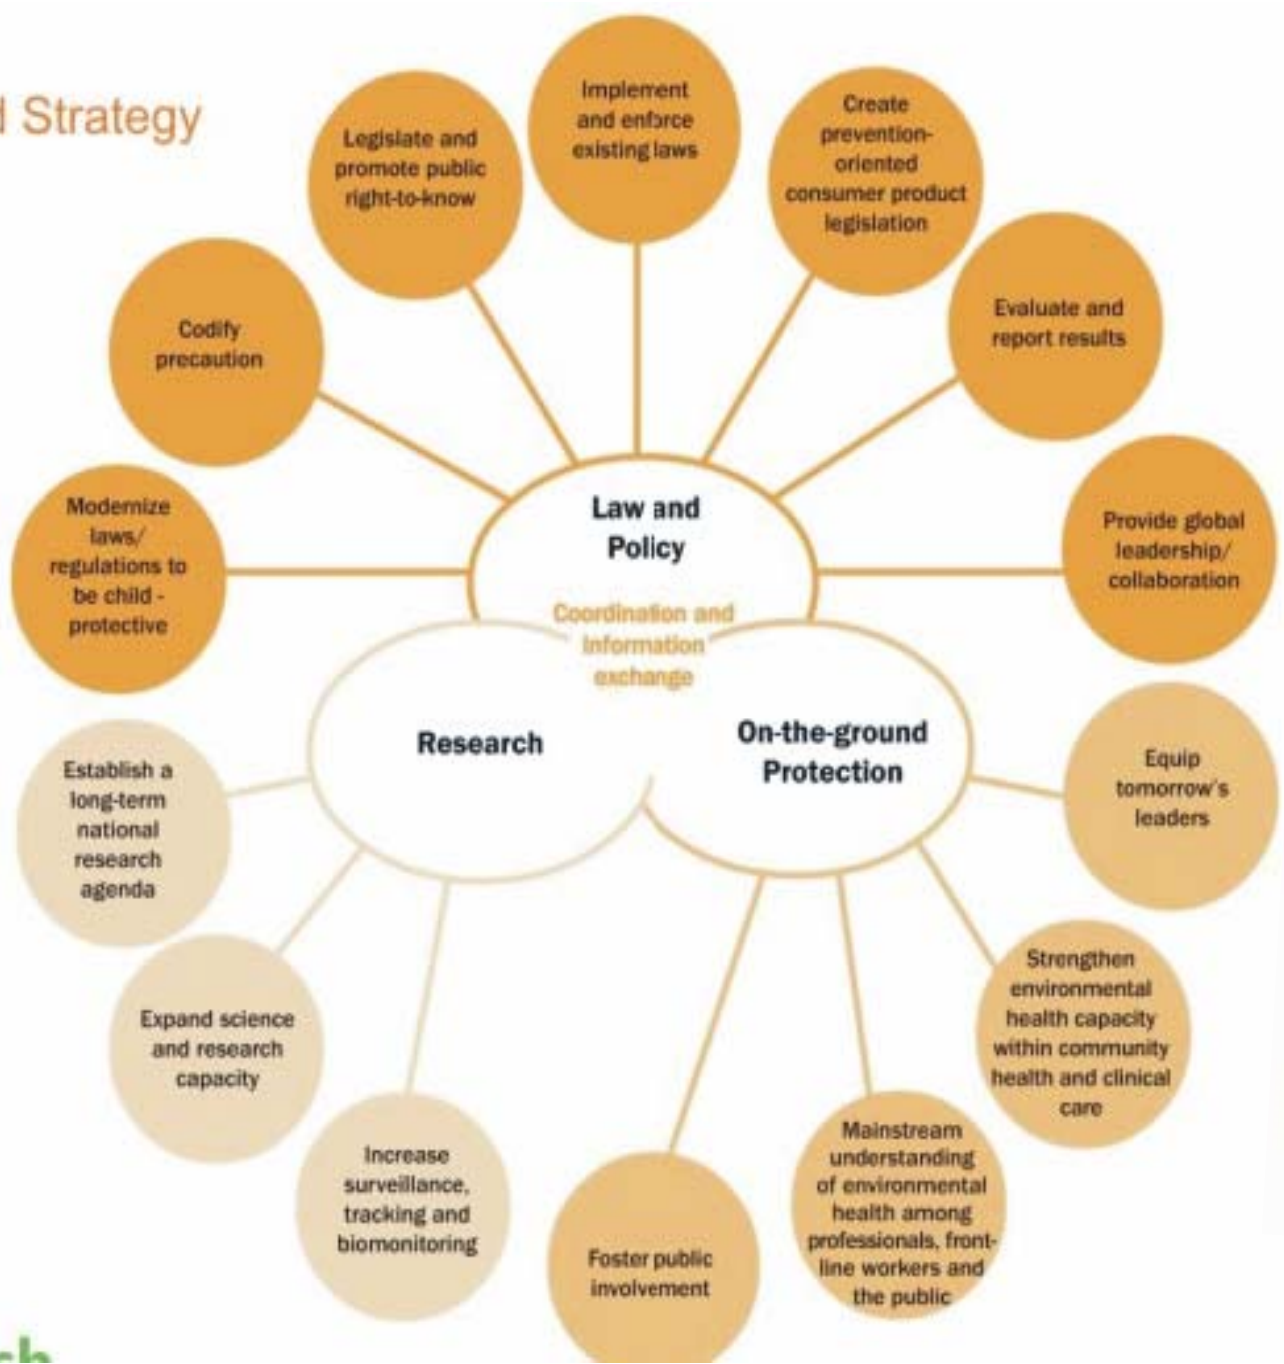 d Strategy
Implement
and enforce
existing laws
Legislate and
promote public
right-to-know
Create
prevention-
oriented
consumer product
legislation
Codify
precaution
Evaluate and
report results
Modernize
laws/
regulations to
be child -
protective
Law and
Policy
Provide global
leadership/
collaboration
Coordination and
Information
exchange
Research
On-the-ground
Protection
Establish a
long-term
national
research
agenda
Equip
tomorrow's
leaders
Expand science
and research
capacity
Strengthen
environmental
health capacity
within community
health and clinical
care
Increase
surveillance,
tracking and
biomonitoring
Foster public
involvement
Mainstream
understanding
of environmental
health among
professionals, front-
line workers and
the public